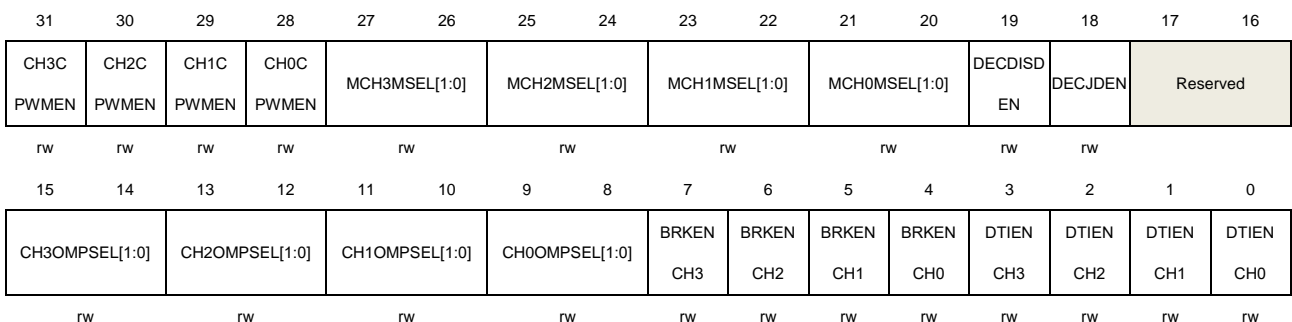 31 30 29 28 27 26 25 24 23 22 21 20 19 18 17 16
CH3C CH2C CH1C CH0C DECDISD
MCH3MSEL[1:0] MCH2MSEL[1:0] MCH1MSEL[1:0] MCH0MSEL[1:0] DECJDEN Reserved
PWMEN PWMEN PWMEN PWMEN EN
rw rw rw rw rw rw rw rw rw rw
15 14 13 12 11 10 9 8 7 6 5 4 3 2 1 0
BRKEN BRKEN BRKEN BRKEN DTIEN DTIEN DTIEN DTIEN
CH3OMPSEL[1:0] CH2OMPSEL[1:0] CH1OMPSEL[1:0] CH0OMPSEL[1:0]
CH3 CH2 CH1 CH0 CH3 CH2 CH1 CH0
rw rw rw rw rw rw rw rw rw rw rw rw